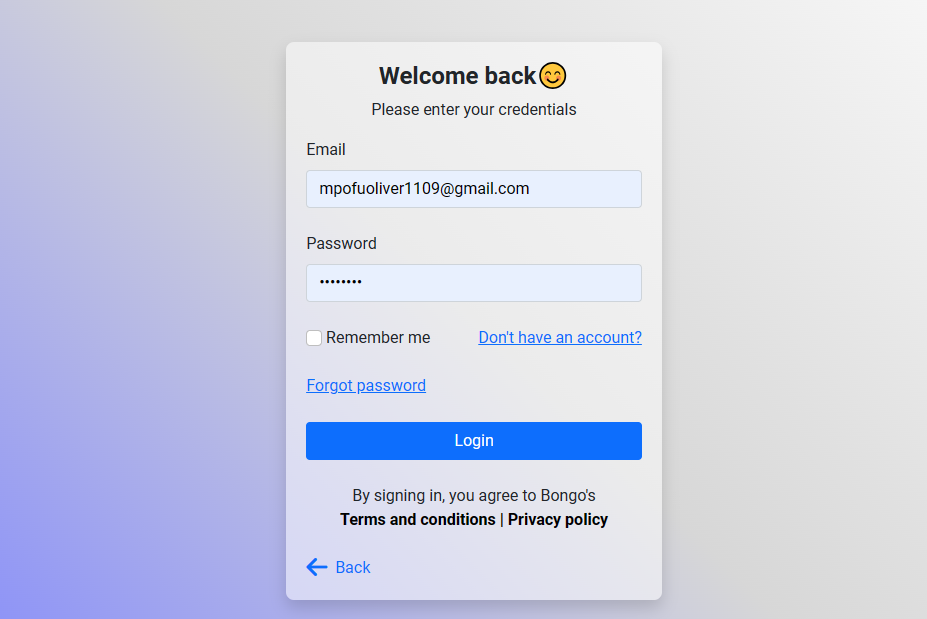 Welcome back😊
Please enter your credentials
Email
mpofuoliver1109@gmail.com
Password
••••••••
Remember me Don't have an account?
Forgot password
Login
By signing in, you agree to Bongo's
Terms and conditions | Privacy policy
Back